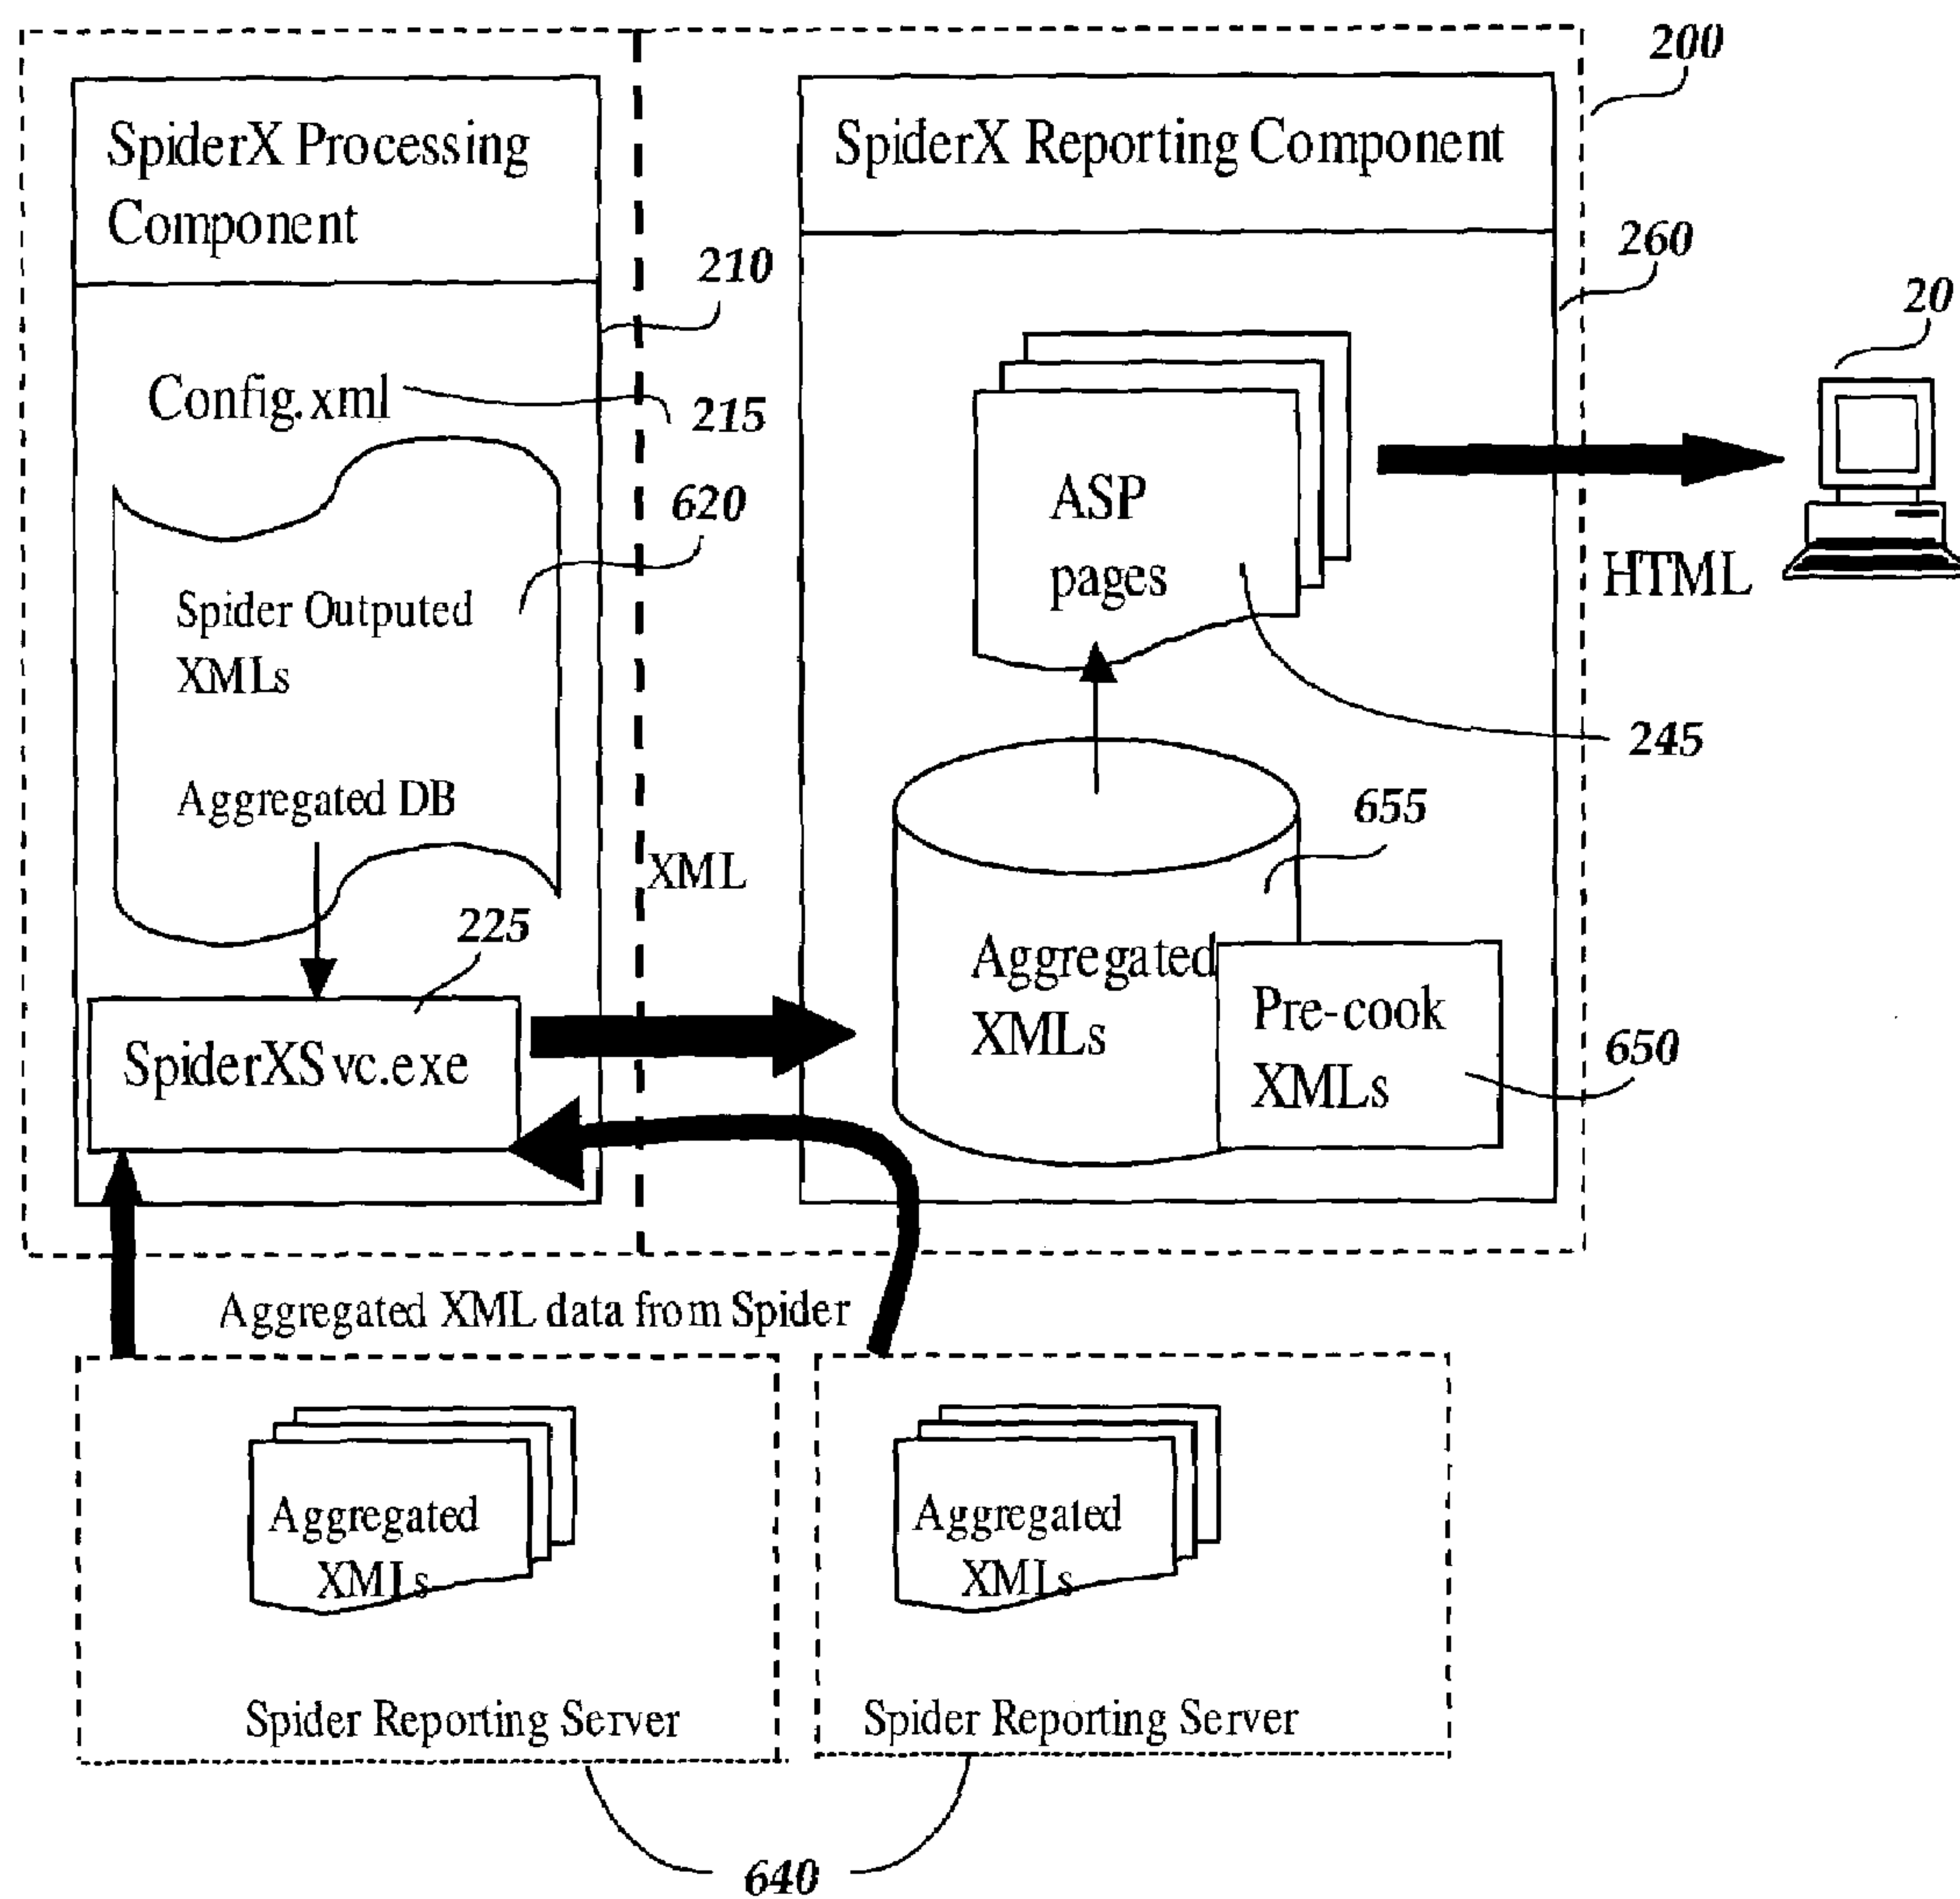 200
SpiderX Processing
Component
SpiderX Reporting Component
260
210
20
Config.xml
215
620
ASP
pages
HTML
Spider Outputed
XMLs
245
Aggregated DB
655
XML
225
Aggregated
XMLs
Pre-cook
XMLs
650
SpiderXSvc.exe
Aggregated XML data from Spider
Aggregated
XMLs
Aggregated
XMLs
Spider Reporting Server
Spider Reporting Server
640